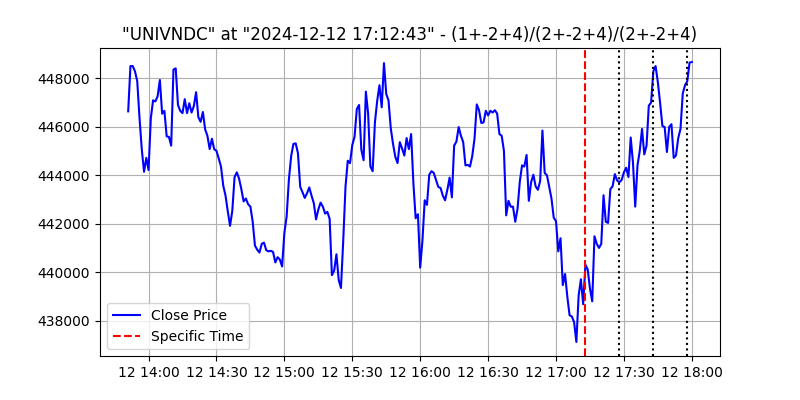 "UNIVNDC" at "2024-12-12 17:12:43" - (1+-2+4)/(2+-2+4)/(2+-2+4)
448000
446000
444000
442000
440000
438000
Close Price
Specific Time
12 14:00 12 14:30 12 15:00 12 15:30 12 16:00 12 16:30 12 17:00 12 17:30 12 18:00